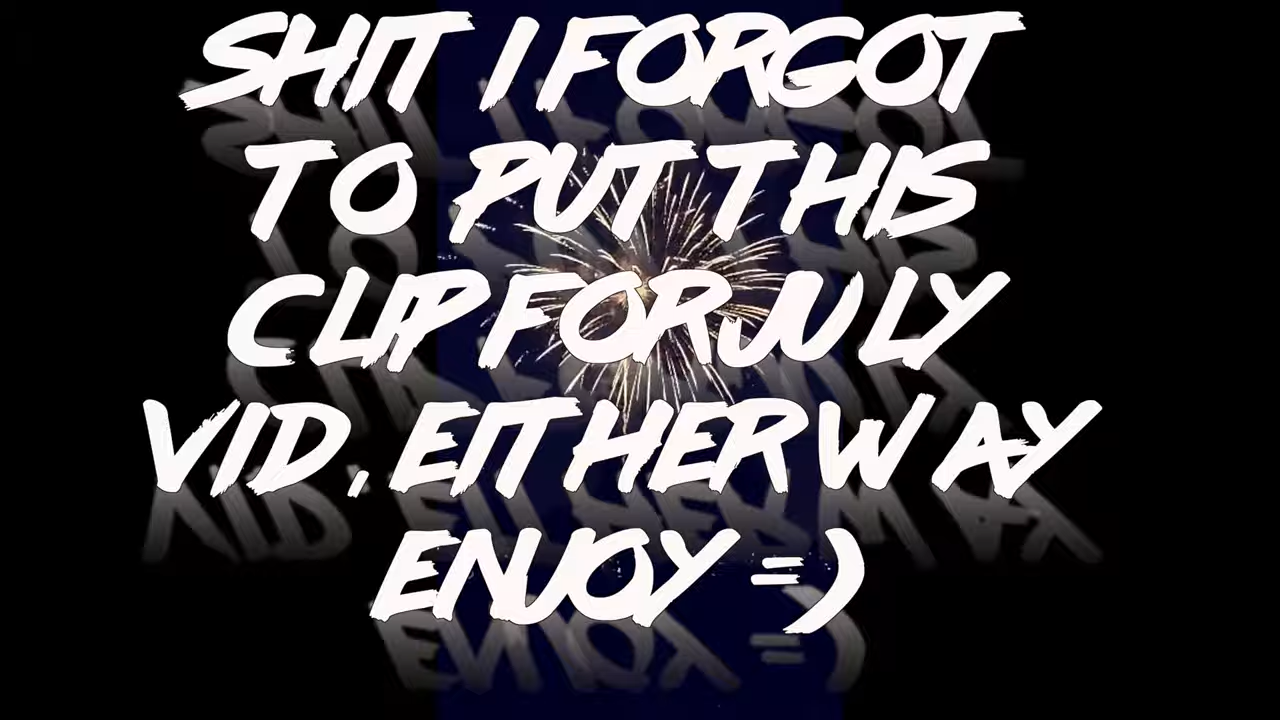 SHIT I FORGOT
TO PUT THIS
CLIP FOR JULY
VID, EITHER WAY
ENJOY =)